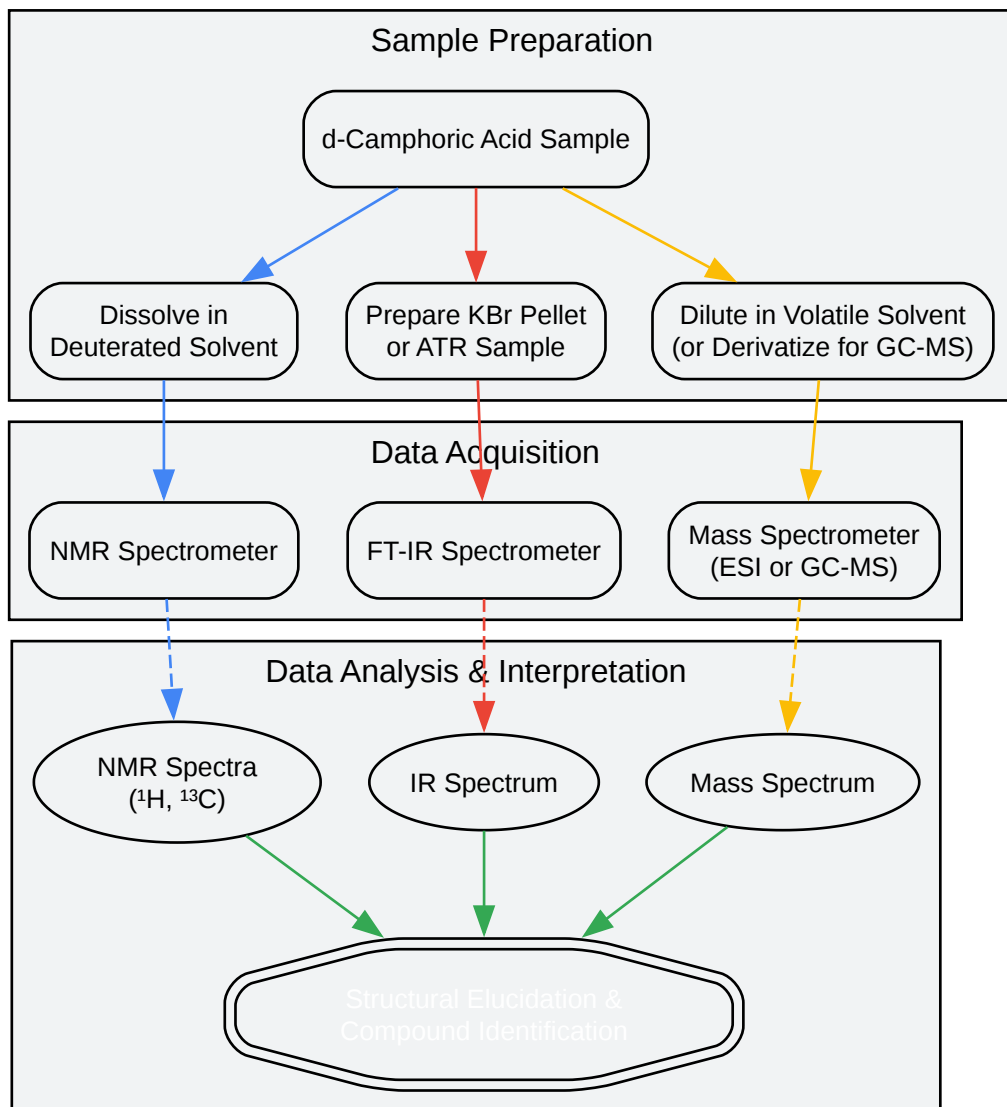 Sample Preparation
d-Camphoric Acid Sample
Dissolve in
Deuterated Solvent
Prepare KBr Pellet
or ATR Sample
Dilute in Volatile Solvent
(or Derivatize for GC-MS)
Data Acquisition
NMR Spectrometer
FT-IR Spectrometer
Mass Spectrometer
(ESI or GC-MS)
Data Analysis & Interpretation
NMR Spectra
(¹H, ¹³C)
IR Spectrum
Mass Spectrum
Structural Elucidation &
Compound Identification